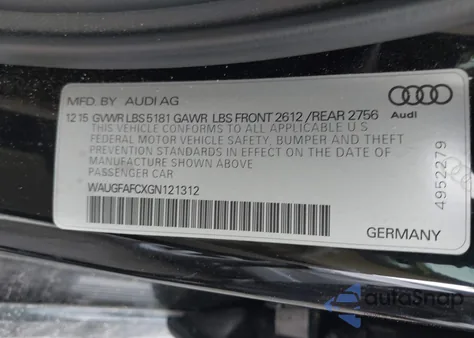 MFD. BY AUDI AG
Audi
12 15 GVWR LBS 5181 GAWR LBS FRONT 2612 /REAR 2756
THIS VEHICLE CONFORMS TO ALL APPLICABLE U S
FEDERAL MOTOR VEHICLE SAFETY, BUMPER AND THEFT
PREVENTION STANDARDS IN EFFECT ON THE DATE OF
MANUFACTURE SHOWN ABOVE
PASSENGER CAR
WAUGFAFCXGN121312
4952279
GERMANY
autoSnap